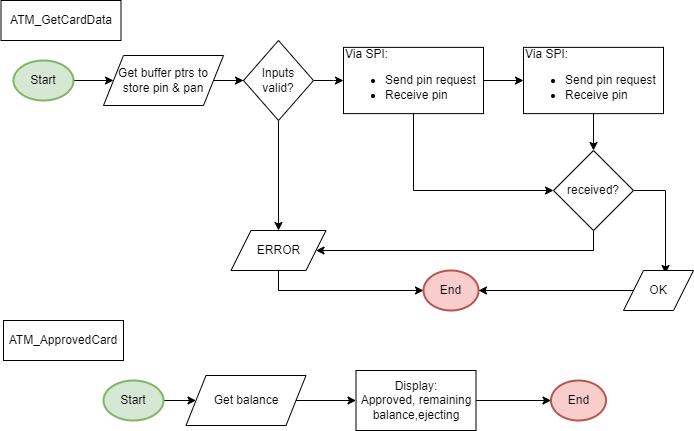 ATM_GetCardData
Start
Get buffer ptrs to
store pin & pan
Inputs
valid?
Via SPI:
• Send pin request
• Receive pin
Via SPI:
• Send pin request
• Receive pin
received?
ERROR
End
OK
ATM_ApprovedCard
Start
Get balance
Display:
Approved, remaining
balance,ejecting
End